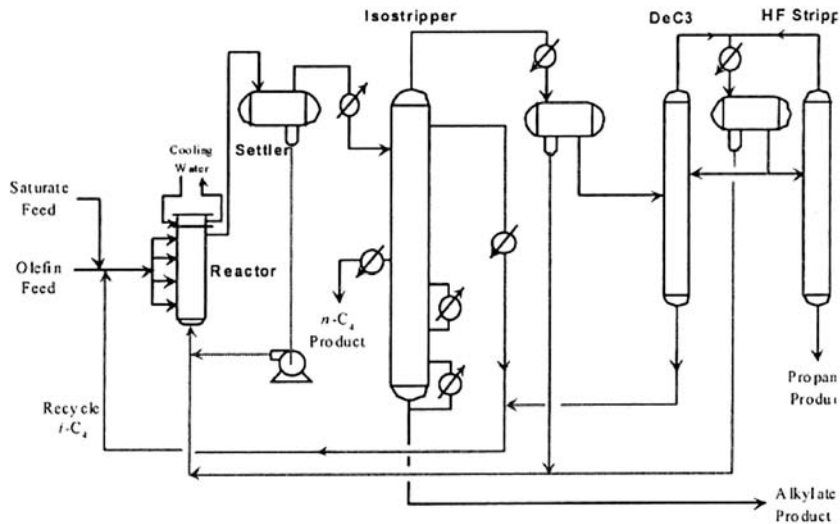 Isostripper
DeC3
HF Stripp
Settler
Cooling
Water
Saturate
Feed
Olefin
Feed
Reactor
n-C4
Product
Recycle
i-C4
Propan
Produc
Alkylate
Product